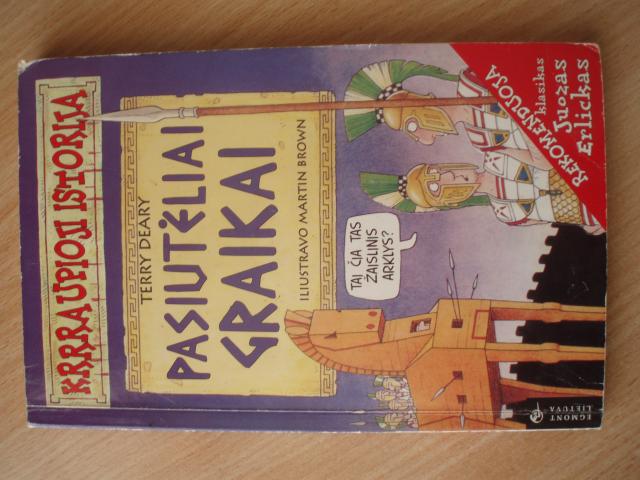 KRRRAUPIOJI ISTORIJA
TERRY DEARY
PASIUTĖLIAI
GRAIKAI
ILIUSTRAVO MARTIN BROWN
REKOMENDUOJA
klasikas
Juozas
Erlickas
TAI ČIA TAS
ŽAISLINIS
ARKLYS?
EGMONT
LIETUVA